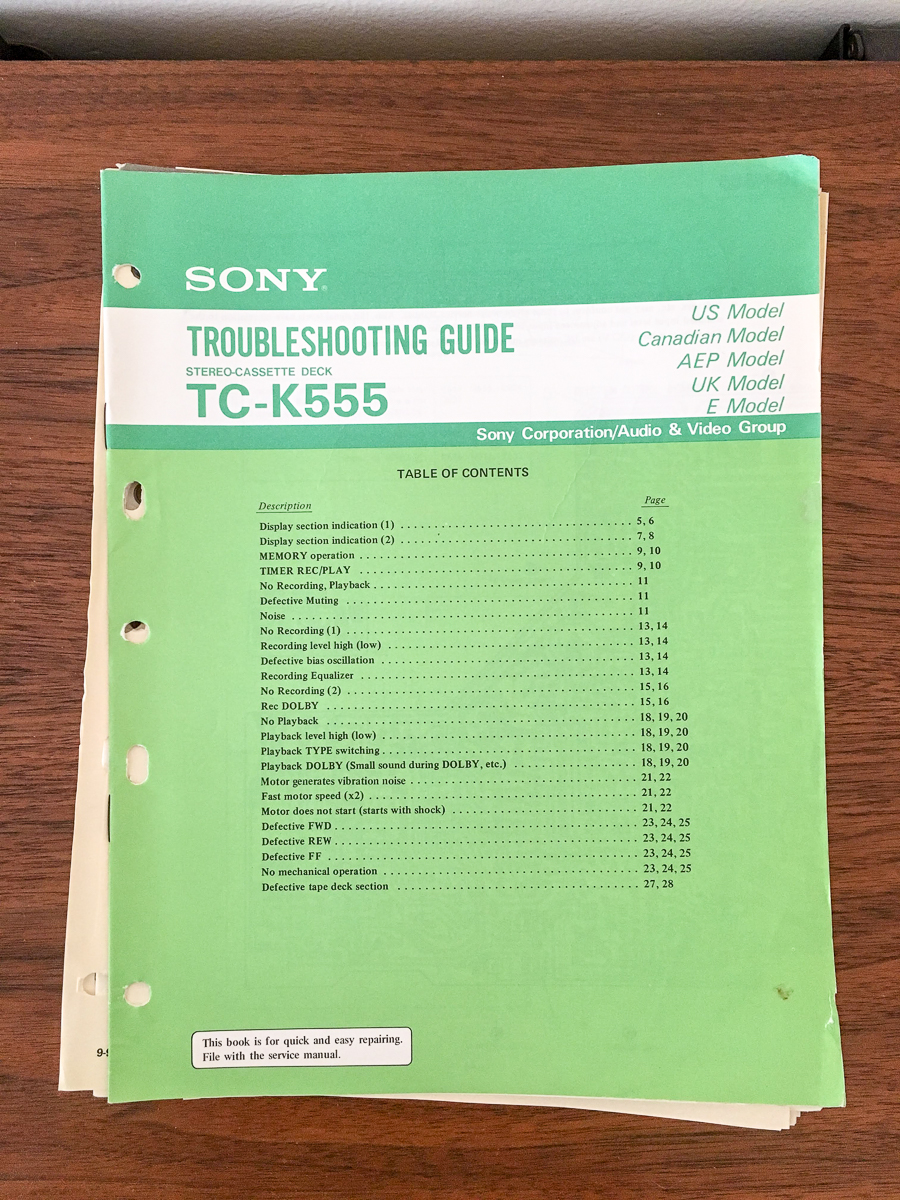 SONY®
TROUBLESHOOTING GUIDE
STEREO-CASSETTE DECK
TC-K555
US Model
Canadian Model
AEP Model
UK Model
E Model
Sony Corporation/Audio & Video Group
TABLE OF CONTENTS
Description Page
Display section indication (1) . . . . . . . . . . . . . . . . . . . . . . . . . . . . . . . . . . 5, 6
Display section indication (2) . . . . . . . . . . . . . . . . . . . . . . . . . . . . . . . . . . 7, 8
MEMORY operation . . . . . . . . . . . . . . . . . . . . . . . . . . . . . . . . . . . . . . . . 9, 10
TIMER REC/PLAY . . . . . . . . . . . . . . . . . . . . . . . . . . . . . . . . . . . . . . . . 9, 10
No Recording, Playback . . . . . . . . . . . . . . . . . . . . . . . . . . . . . . . . . . . . . . 11
Defective Muting . . . . . . . . . . . . . . . . . . . . . . . . . . . . . . . . . . . . . . . . . . 11
Noise . . . . . . . . . . . . . . . . . . . . . . . . . . . . . . . . . . . . . . . . . . . . . . . . . . 11
No Recording (1) . . . . . . . . . . . . . . . . . . . . . . . . . . . . . . . . . . . . . . . . . . 13, 14
Recording level high (low) . . . . . . . . . . . . . . . . . . . . . . . . . . . . . . . . . . . . 13, 14
Defective bias oscillation . . . . . . . . . . . . . . . . . . . . . . . . . . . . . . . . . . . . . 13, 14
Recording Equalizer . . . . . . . . . . . . . . . . . . . . . . . . . . . . . . . . . . . . . . . . 13, 14
No Recording (2) . . . . . . . . . . . . . . . . . . . . . . . . . . . . . . . . . . . . . . . . . . 15, 16
Rec DOLBY . . . . . . . . . . . . . . . . . . . . . . . . . . . . . . . . . . . . . . . . . . . . . 15, 16
No Playback . . . . . . . . . . . . . . . . . . . . . . . . . . . . . . . . . . . . . . . . . . . . . 18, 19, 20
Playback level high (low) . . . . . . . . . . . . . . . . . . . . . . . . . . . . . . . . . . . . . 18, 19, 20
Playback TYPE switching . . . . . . . . . . . . . . . . . . . . . . . . . . . . . . . . . . . . . 18, 19, 20
Playback DOLBY (Small sound during DOLBY, etc.) . . . . . . . . . . . . . . . . . . 18, 19, 20
Motor generates vibration noise . . . . . . . . . . . . . . . . . . . . . . . . . . . . . . . . . 21, 22
Fast motor speed (x2) . . . . . . . . . . . . . . . . . . . . . . . . . . . . . . . . . . . . . . . 21, 22
Motor does not start (starts with shock) . . . . . . . . . . . . . . . . . . . . . . . . . . . . 21, 22
Defective FWD . . . . . . . . . . . . . . . . . . . . . . . . . . . . . . . . . . . . . . . . . . . . 23, 24, 25
Defective REW . . . . . . . . . . . . . . . . . . . . . . . . . . . . . . . . . . . . . . . . . . . . 23, 24, 25
Defective FF . . . . . . . . . . . . . . . . . . . . . . . . . . . . . . . . . . . . . . . . . . . . . 23, 24, 25
No mechanical operation . . . . . . . . . . . . . . . . . . . . . . . . . . . . . . . . . . . . . 23, 24, 25
Defective tape deck section . . . . . . . . . . . . . . . . . . . . . . . . . . . . . . . . . . . 27, 28
This book is for quick and easy repairing.
File with the service manual.